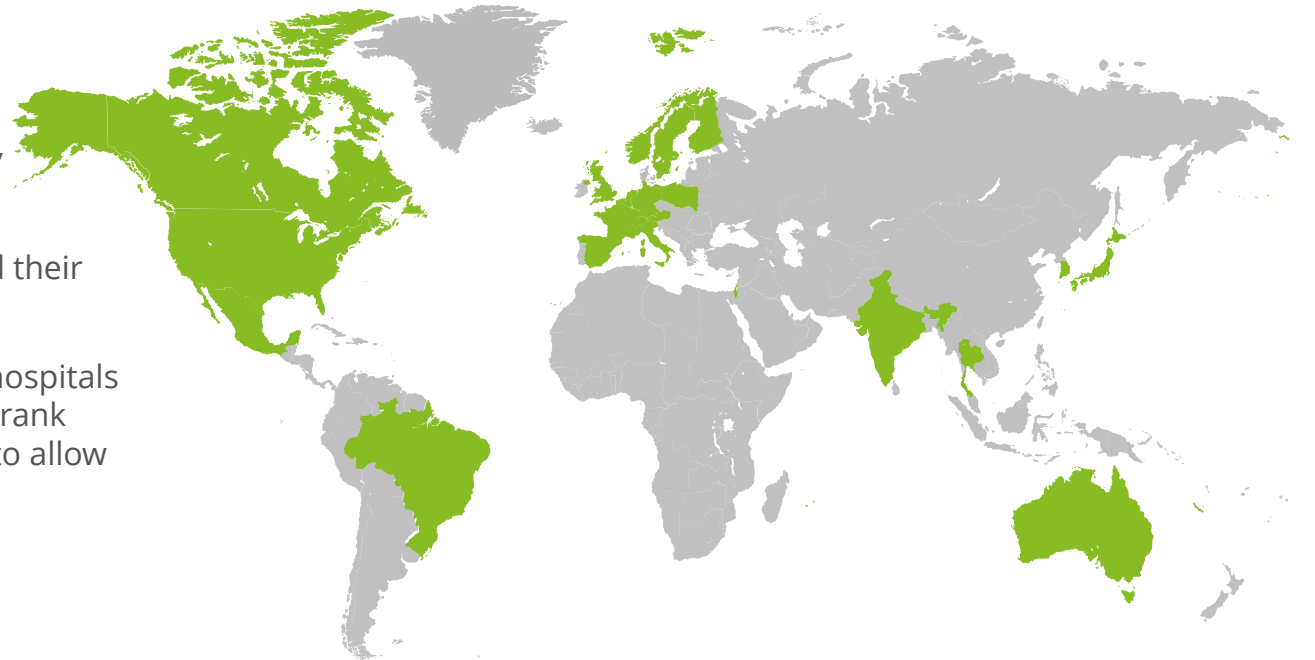 d their
hospitals
rank
to allow